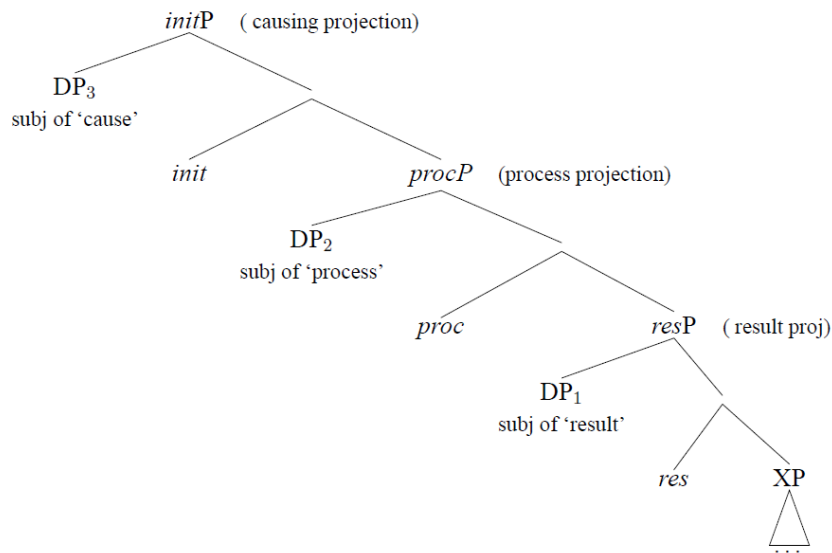 initP ( causing projection)
DP₃
subj of ‘cause’
init
procP (process projection)
DP₂
subj of ‘process’
proc
resP ( result proj)
DP₁
subj of ‘result’
res
XP
...